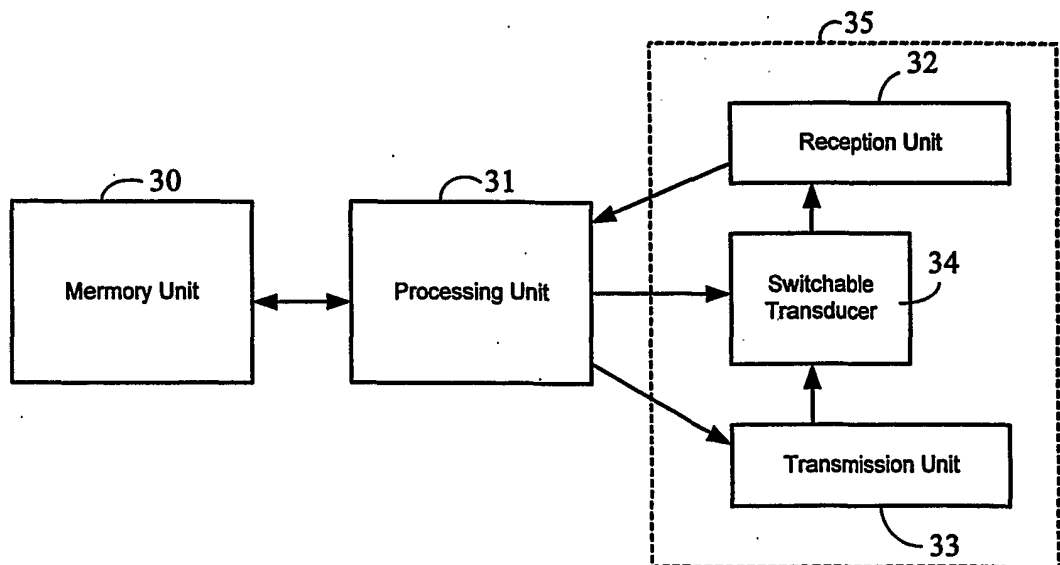 35
32
Reception Unit
30
31
Mermory Unit
Processing Unit
34
Switchable
Transducer
Transmission Unit
33